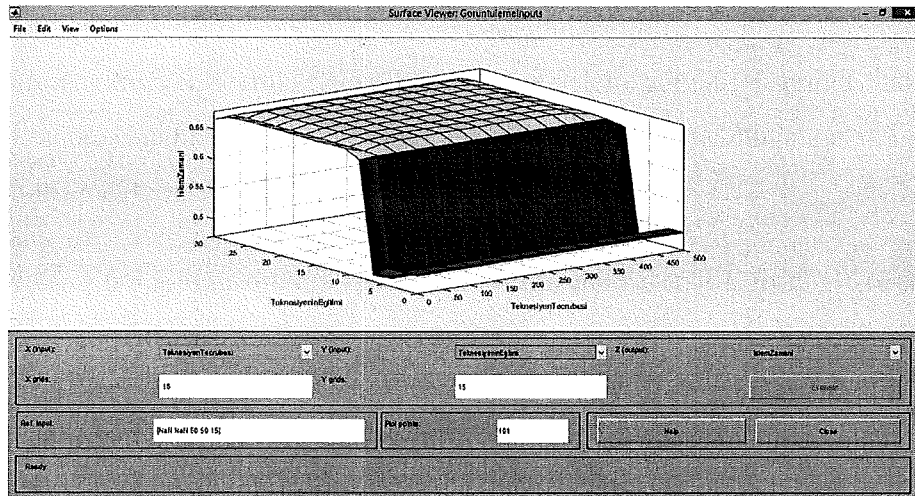 Surface Viewer: GoruntulemeInputs
File Edit View Options
0.65
0.6
0.55
0.5
IslemZamani
30 25 20 15 10 5 0
0 50 100 150 200 250 300 350 400 450 500
TeknesiyeninEgitimi
TeknesiyenTecrubesi
X (input): TeknesiyenTecrubesi Y (input): TeknesiyeninEgitimi Z (output): IslemZamani
X grids: 15 Y grids: 15 Evaluate
Ref. Input: [NaN NaN 50 50 15] Plot points: 101 Help Close
Ready